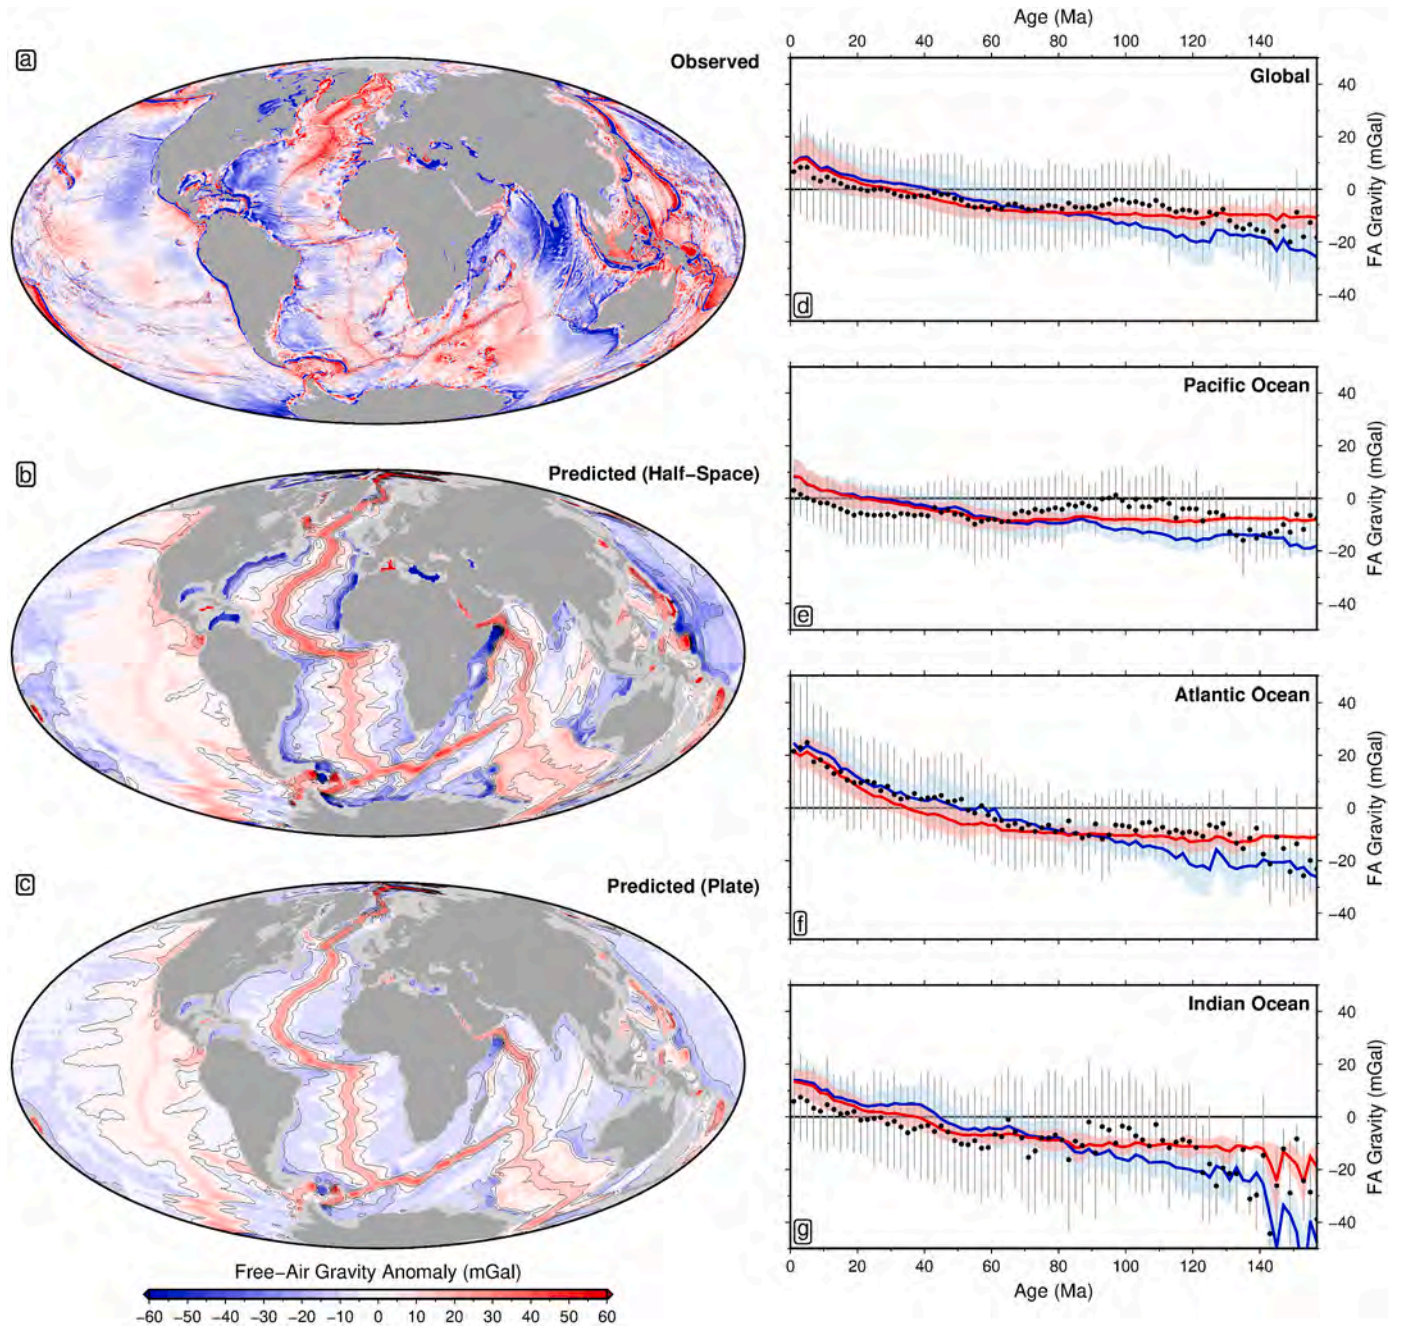 a
Observed
b
Predicted (Half−Space)
c
Predicted (Plate)
Free−Air Gravity Anomaly (mGal)
−60 −50 −40 −30 −20 −10 0 10 20 30 40 50 60
Age (Ma)
0 20 40 60 80 100 120 140
Global
40
20
0
−20
−40
FA Gravity (mGal)
d
Pacific Ocean
40
20
0
−20
−40
FA Gravity (mGal)
e
Atlantic Ocean
40
20
0
−20
−40
FA Gravity (mGal)
f
Indian Ocean
40
20
0
−20
−40
FA Gravity (mGal)
g
0 20 40 60 80 100 120 140
Age (Ma)